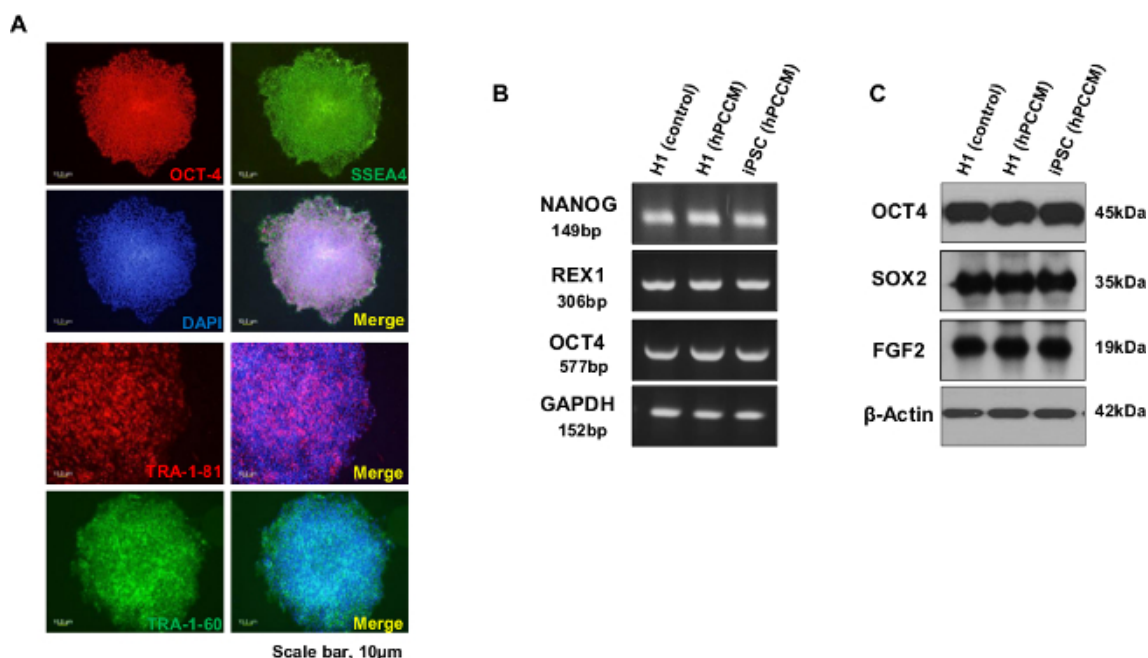 A
OCT-4
SSEA4
DAPI
Merge
TRA-1-81
Merge
TRA-1-60
Merge
Scale bar. 10μm
B
H1 (control)
H1 (hPCCM)
iPSC (hPCCM)
NANOG
149bp
REX1
306bp
OCT4
577bp
GAPDH
152bp
C
H1 (control)
H1 (hPCCM)
iPSC (hPCCM)
OCT4
45kDa
SOX2
35kDa
FGF2
19kDa
β-Actin
42kDa